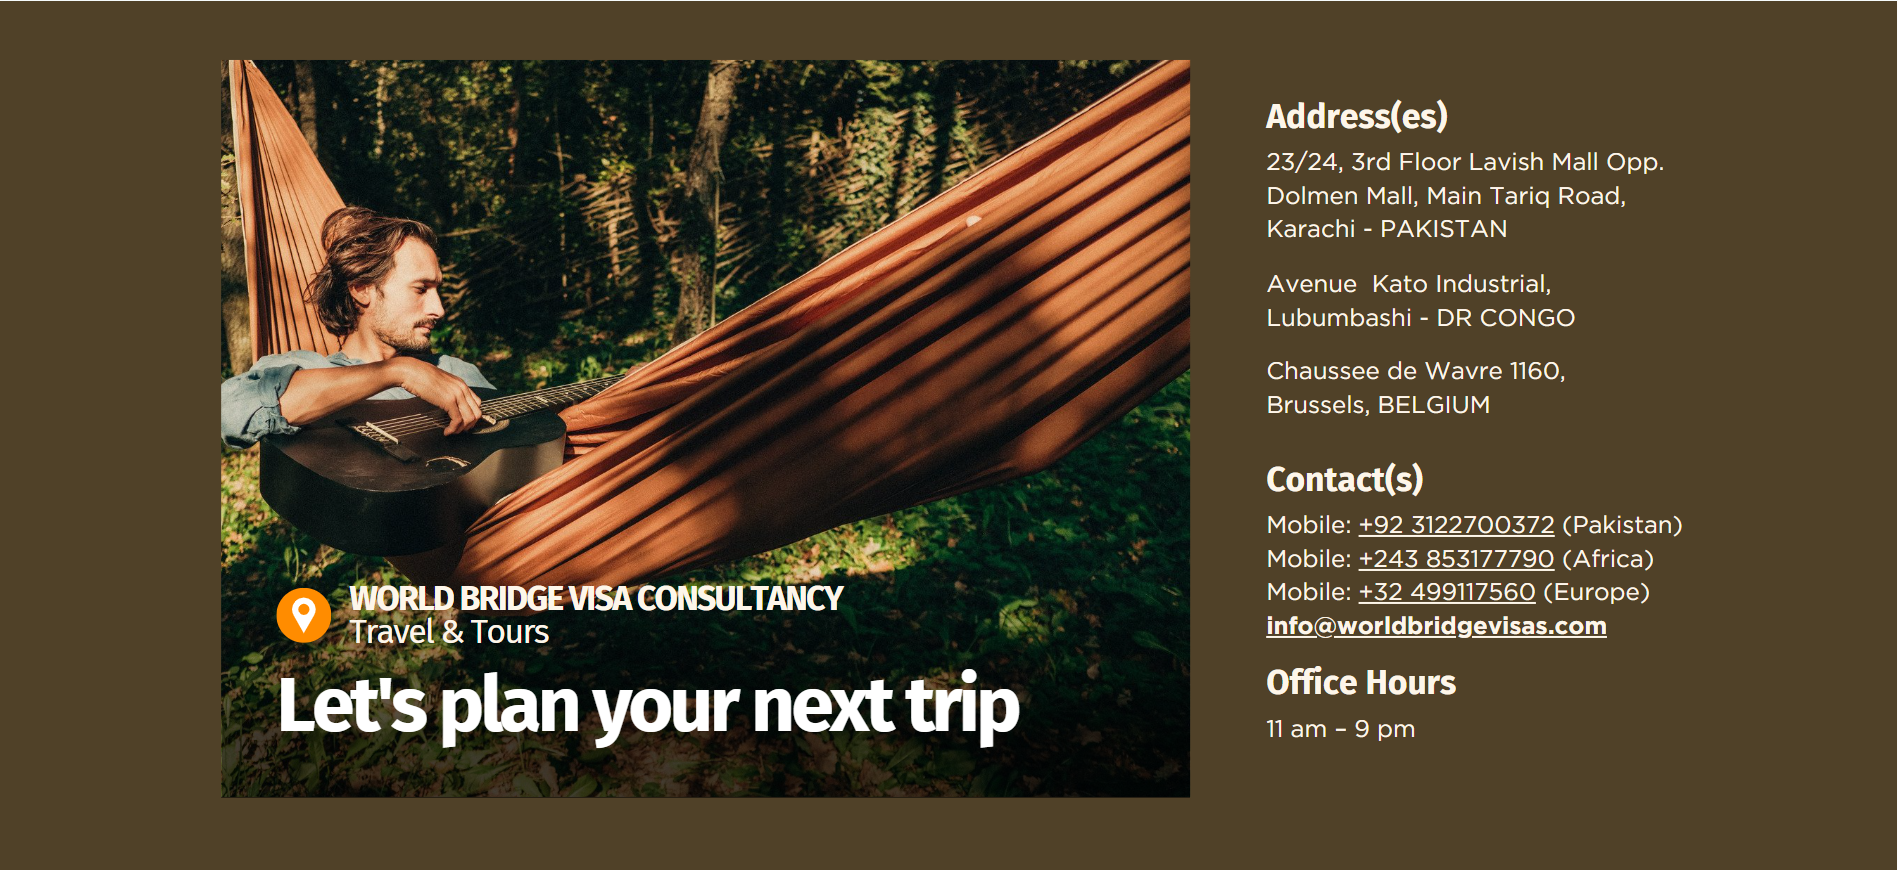 WORLD BRIDGE VISA CONSULTANCY
Travel & Tours
Let's plan your next trip
Address(es)
23/24, 3rd Floor Lavish Mall Opp.
Dolmen Mall, Main Tariq Road,
Karachi - PAKISTAN
Avenue  Kato Industrial,
Lubumbashi - DR CONGO
Chaussee de Wavre 1160,
Brussels, BELGIUM
Contact(s)
Mobile: +92 3122700372 (Pakistan)
Mobile: +243 853177790 (Africa)
Mobile: +32 499117560 (Europe)
info@worldbridgevisas.com
Office Hours
11 am – 9 pm